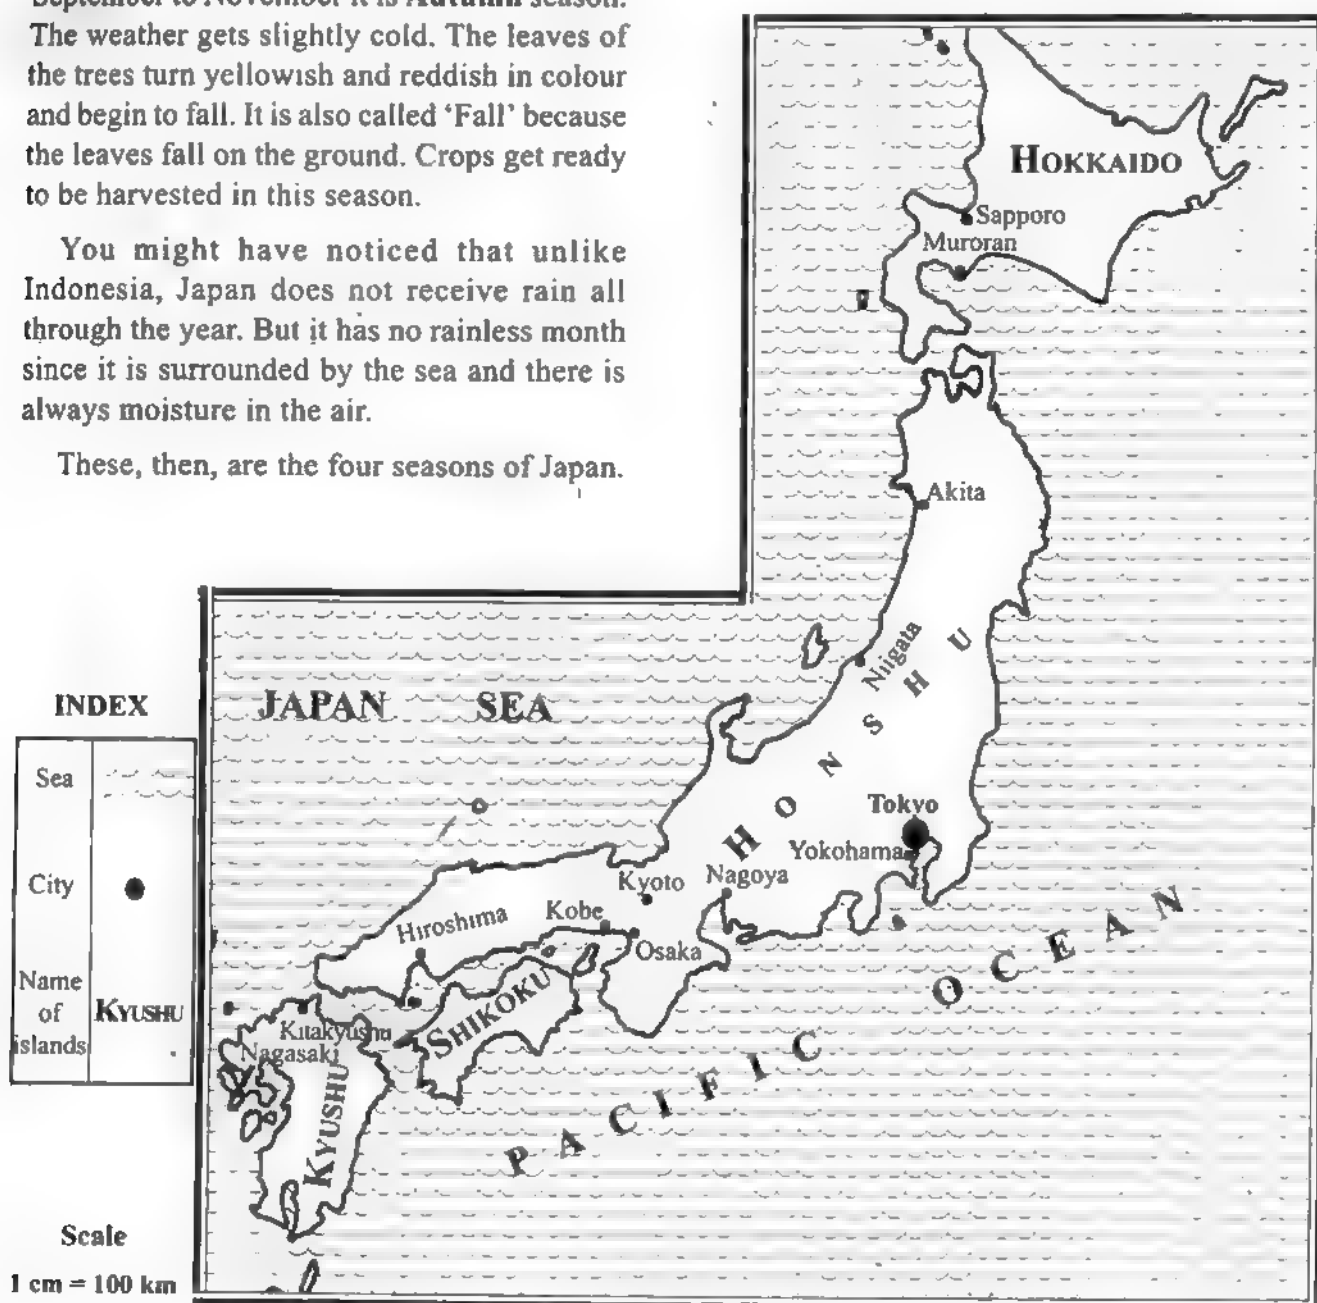 September to November it is Autumn season.
The weather gets slightly cold. The leaves of
the trees turn yellowish and reddish in colour
and begin to fall. It is also called ‘Fall’ because
the leaves fall on the ground. Crops get ready
to be harvested in this season.
You might have noticed that unlike
Indonesia, Japan does not receive rain all
through the year. But it has no rainless month
since it is surrounded by the sea and there is
always moisture in the air.
These, then, are the four seasons of Japan.
HOKKAIDO
Sapporo
Muroran
Akita
Niigata
HONSHU
JAPAN SEA
Tokyo
Yokohama
Nagoya
Kyoto
Kobe
Osaka
Hiroshima
SHIKOKU
Kitakyushu
Nagasaki
KYUSHU
PACIFIC OCEAN
INDEX
Sea
City
Name
of
islands
KYUSHU
Scale
1 cm = 100 km